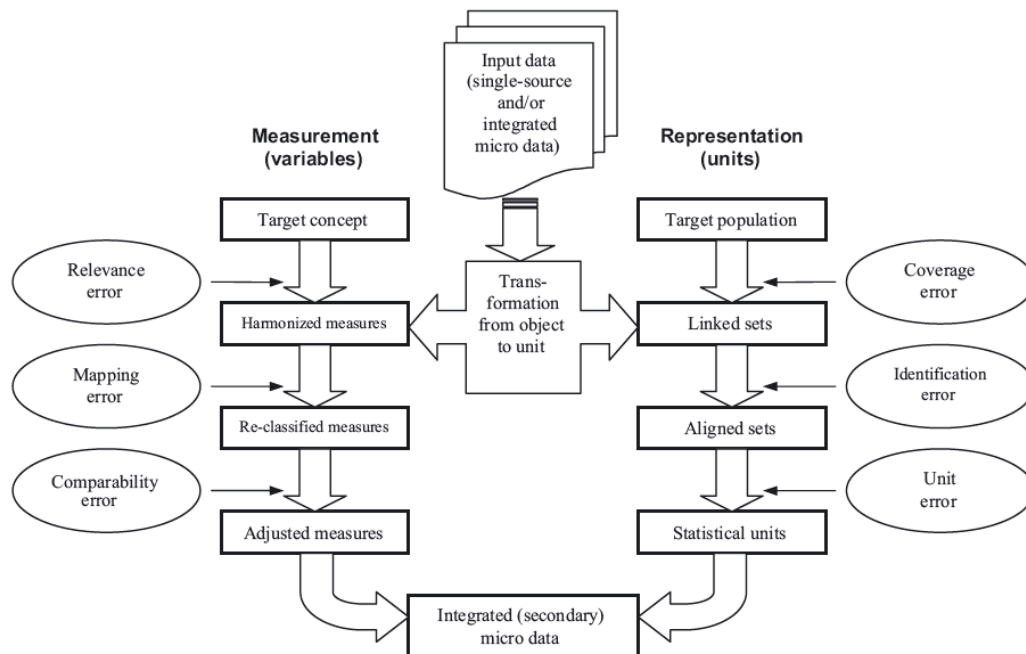 Input data
(single-source
and/or
integrated
micro data)
Measurement
(variables)
Representation
(units)
Target concept
Target population
Relevance
error
Coverage
error
Trans-
formation
from object
to unit
Harmonized measures
Linked sets
Mapping
error
Identification
error
Re-classified measures
Aligned sets
Comparability
error
Unit
error
Adjusted measures
Statistical units
Integrated (secondary)
micro data